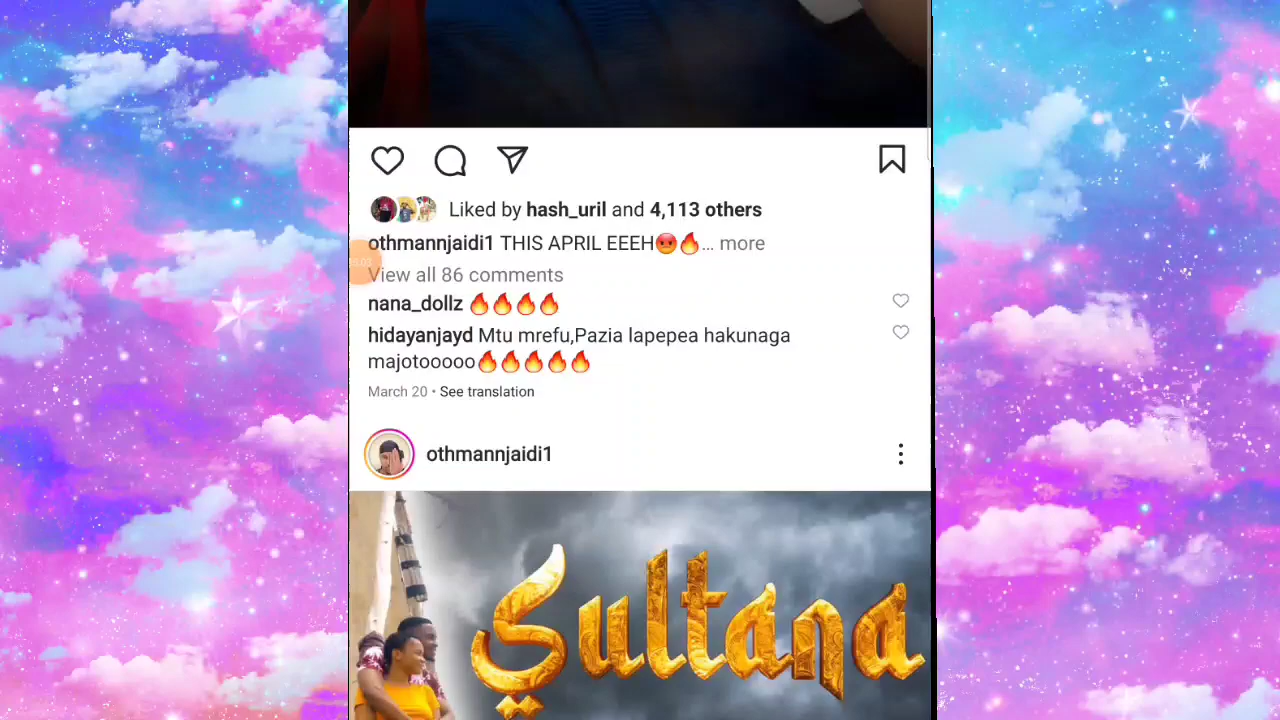 Liked by hash_uril and 4,113 others
othmannjaidi1 THIS APRIL EEEH😡🔥... more
View all 86 comments
nana_dollz 🔥🔥🔥🔥
hidayanjayd Mtu mrefu,Pazia lapepea hakunaga
majotooooo🔥🔥🔥🔥🔥
March 20 • See translation
othmannjaidi1
Sultana